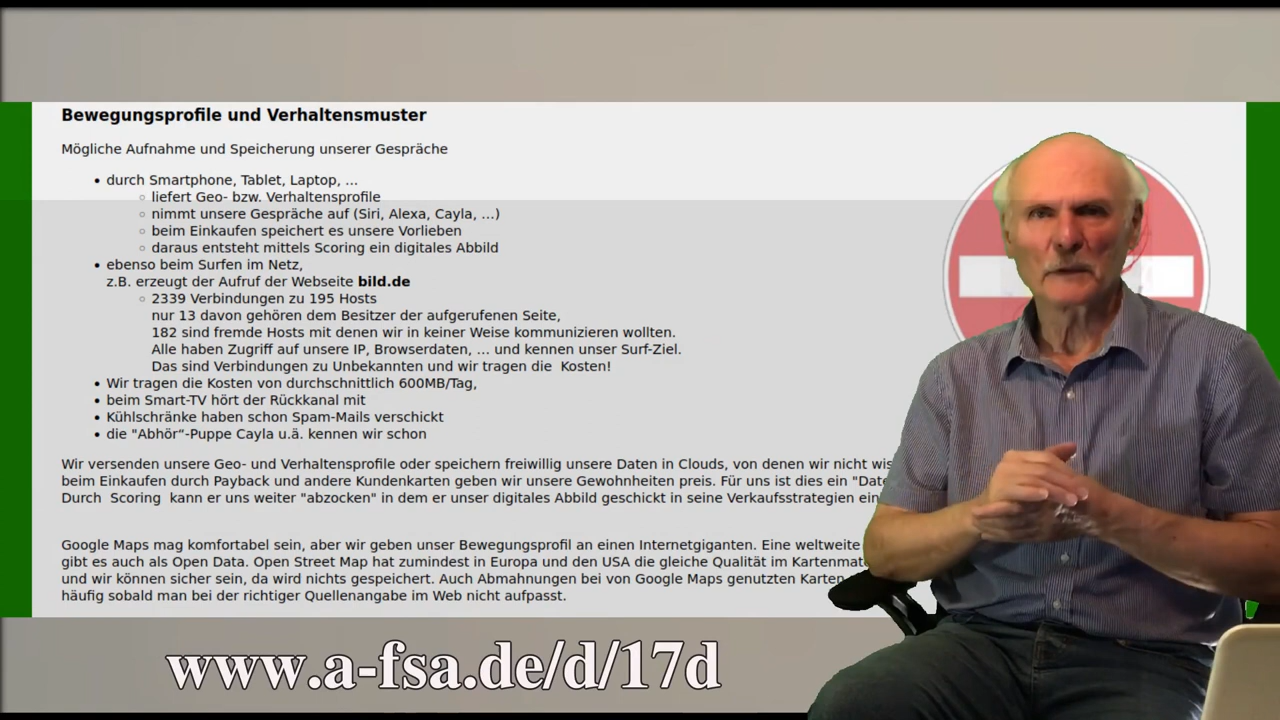 Bewegungsprofile und Verhaltensmuster
Mögliche Aufnahme und Speicherung unserer Gespräche
• durch Smartphone, Tablet, Laptop, ...
◦ liefert Geo- bzw. Verhaltensprofile
◦ nimmt unsere Gespräche auf (Siri, Alexa, Cayla, ...)
◦ beim Einkaufen speichert es unsere Vorlieben
◦ daraus entsteht mittels Scoring ein digitales Abbild
• ebenso beim Surfen im Netz,
z.B. erzeugt der Aufruf der Webseite bild.de
◦ 2339 Verbindungen zu 195 Hosts
nur 13 davon gehören dem Besitzer der aufgerufenen Seite,
182 sind fremde Hosts mit denen wir in keiner Weise kommunizieren wollten.
Alle haben Zugriff auf unsere IP, Browserdaten, ... und kennen unser Surf-Ziel.
Das sind Verbindungen zu Unbekannten und wir tragen die Kosten!
• Wir tragen die Kosten von durchschnittlich 600MB/Tag,
• beim Smart-TV hört der Rückkanal mit
• Kühlschränke haben schon Spam-Mails verschickt
• die "Abhör“-Puppe Cayla u.ä. kennen wir schon
Wir versenden unsere Geo- und Verhaltensprofile oder speichern freiwillig unsere Daten in Clouds, von denen wir nicht
beim Einkaufen durch Payback und andere Kundenkarten geben wir unsere Gewohnheiten preis. Für uns ist dies ein
Durch Scoring kann er uns weiter "abzocken" in dem er unser digitales Abbild geschickt in seine Verkaufsstrategien
Google Maps mag komfortabel sein, aber wir geben unser Bewegungsprofil an einen Internetgiganten. Eine weltweite
gibt es auch als Open Data. Open Street Map hat zumindest in Europa und den USA die gleiche Qualität im
und wir können sicher sein, da wird nichts gespeichert. Auch Abmahnungen bei von Google Maps genutzten Karten
häufig sobald man bei der richtiger Quellenangabe im Web nicht aufpasst.
www.a-fsa.de/d/17d